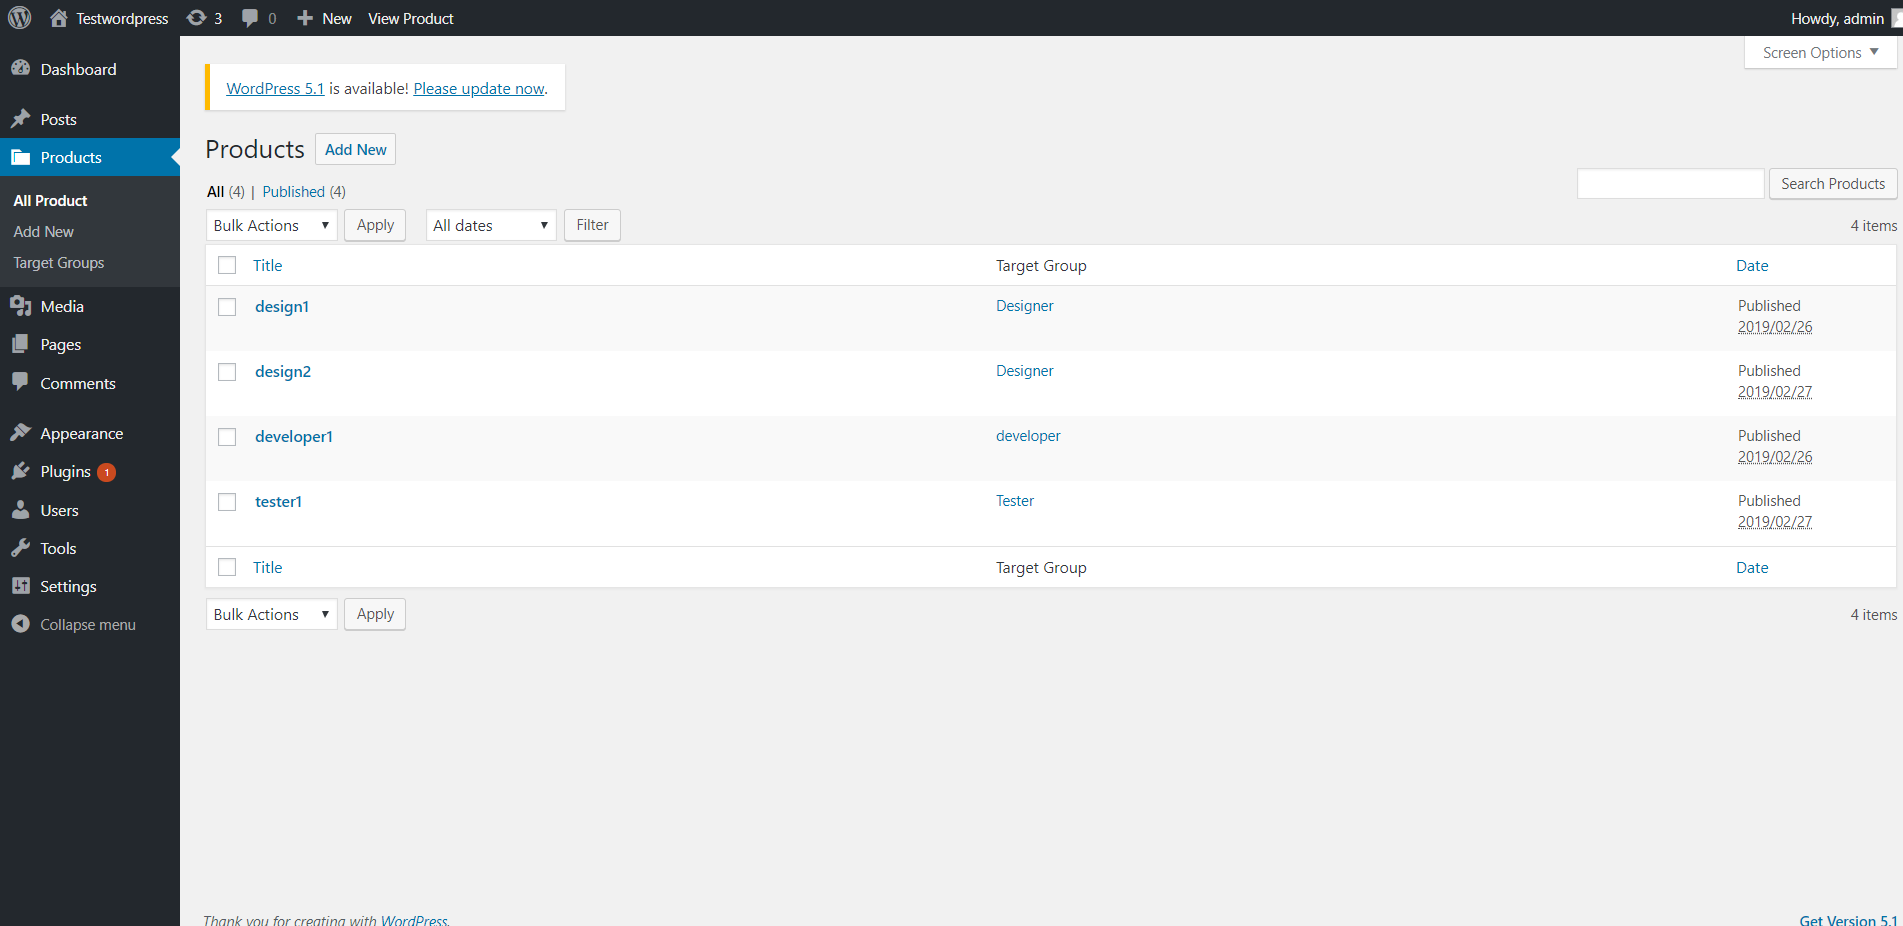 Testwordpress 3 0 New View Product Howdy, admin
Screen Options
Dashboard
Posts
Products
All Product
Add New
Target Groups
Media
Pages
Comments
Appearance
Plugins 1
Users
Tools
Settings
Collapse menu
WordPress 5.1 is available! Please update now.
Products Add New
All (4) | Published (4)
Search Products
Bulk Actions Apply All dates Filter
4 items
Title Target Group Date
design1 Designer Published
2019/02/26
design2 Designer Published
2019/02/27
developer1 developer Published
2019/02/26
tester1 Tester Published
2019/02/27
Title Target Group Date
Bulk Actions Apply 4 items
Thank you for creating with WordPress. Get Version 5.1